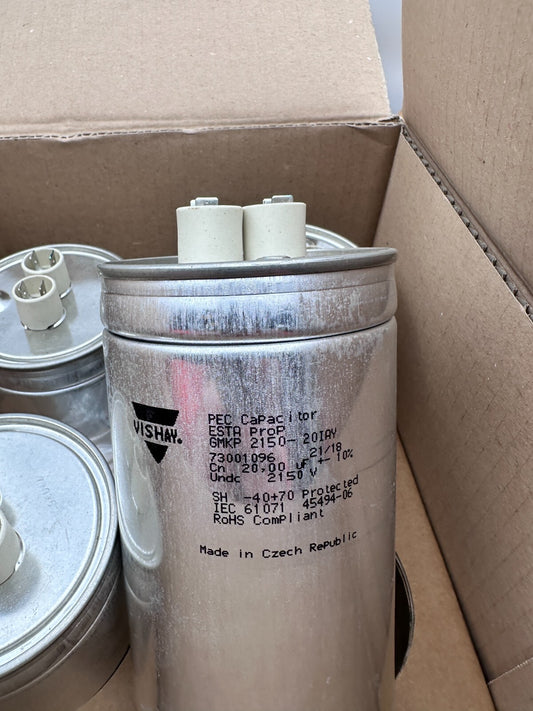 VISHAY.
PEC CaPacitor
ESTA ProP
GMKP 2150- 20IAY
73001096 21/18
Cn 20,00 uF +- 10%
Undc 2150 V
SH -40+70 Protected
IEC 61071 45494-06
RoHS ComPliant
Made in Czech RePublic